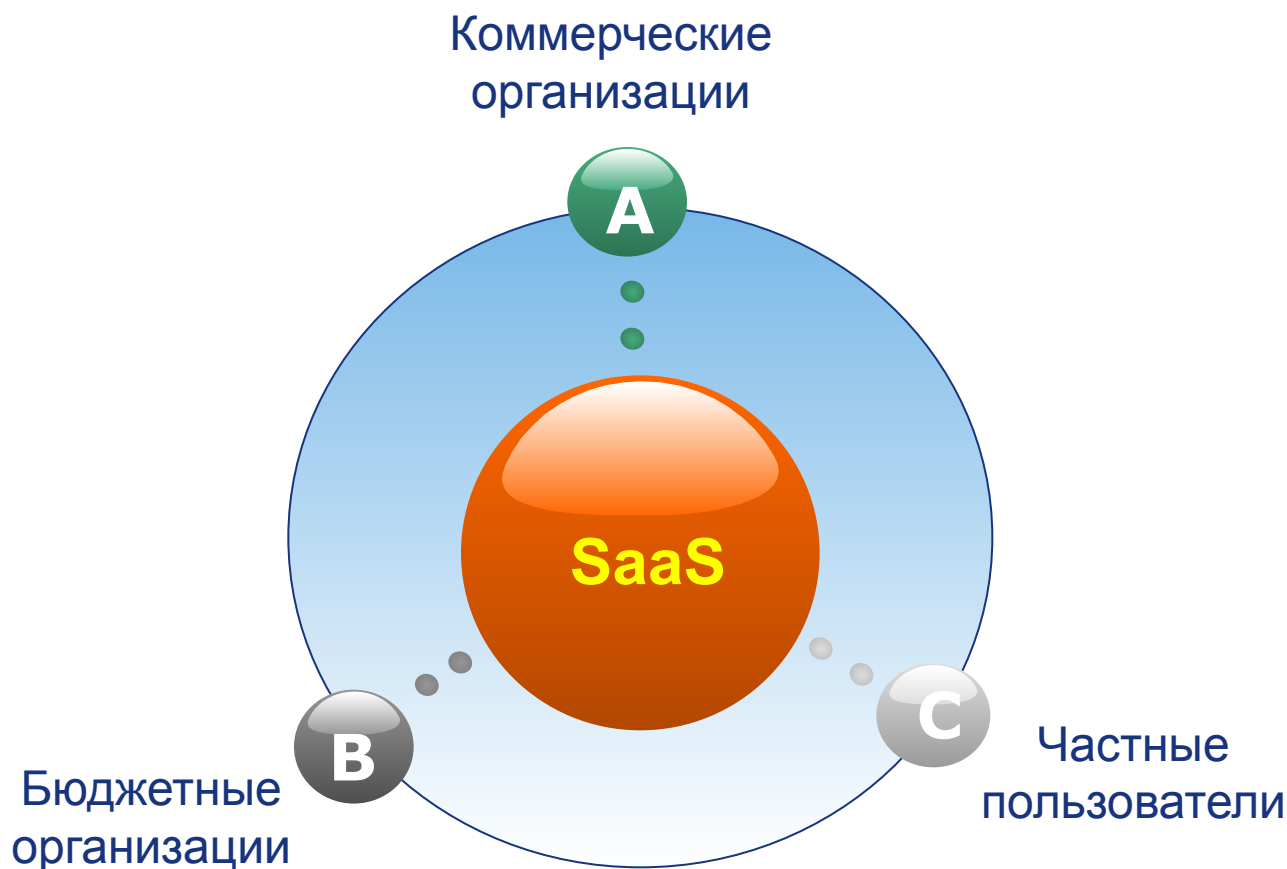 Коммерческие
организации
A
SaaS
B
C
Частные
пользователи
Бюджетные
организации